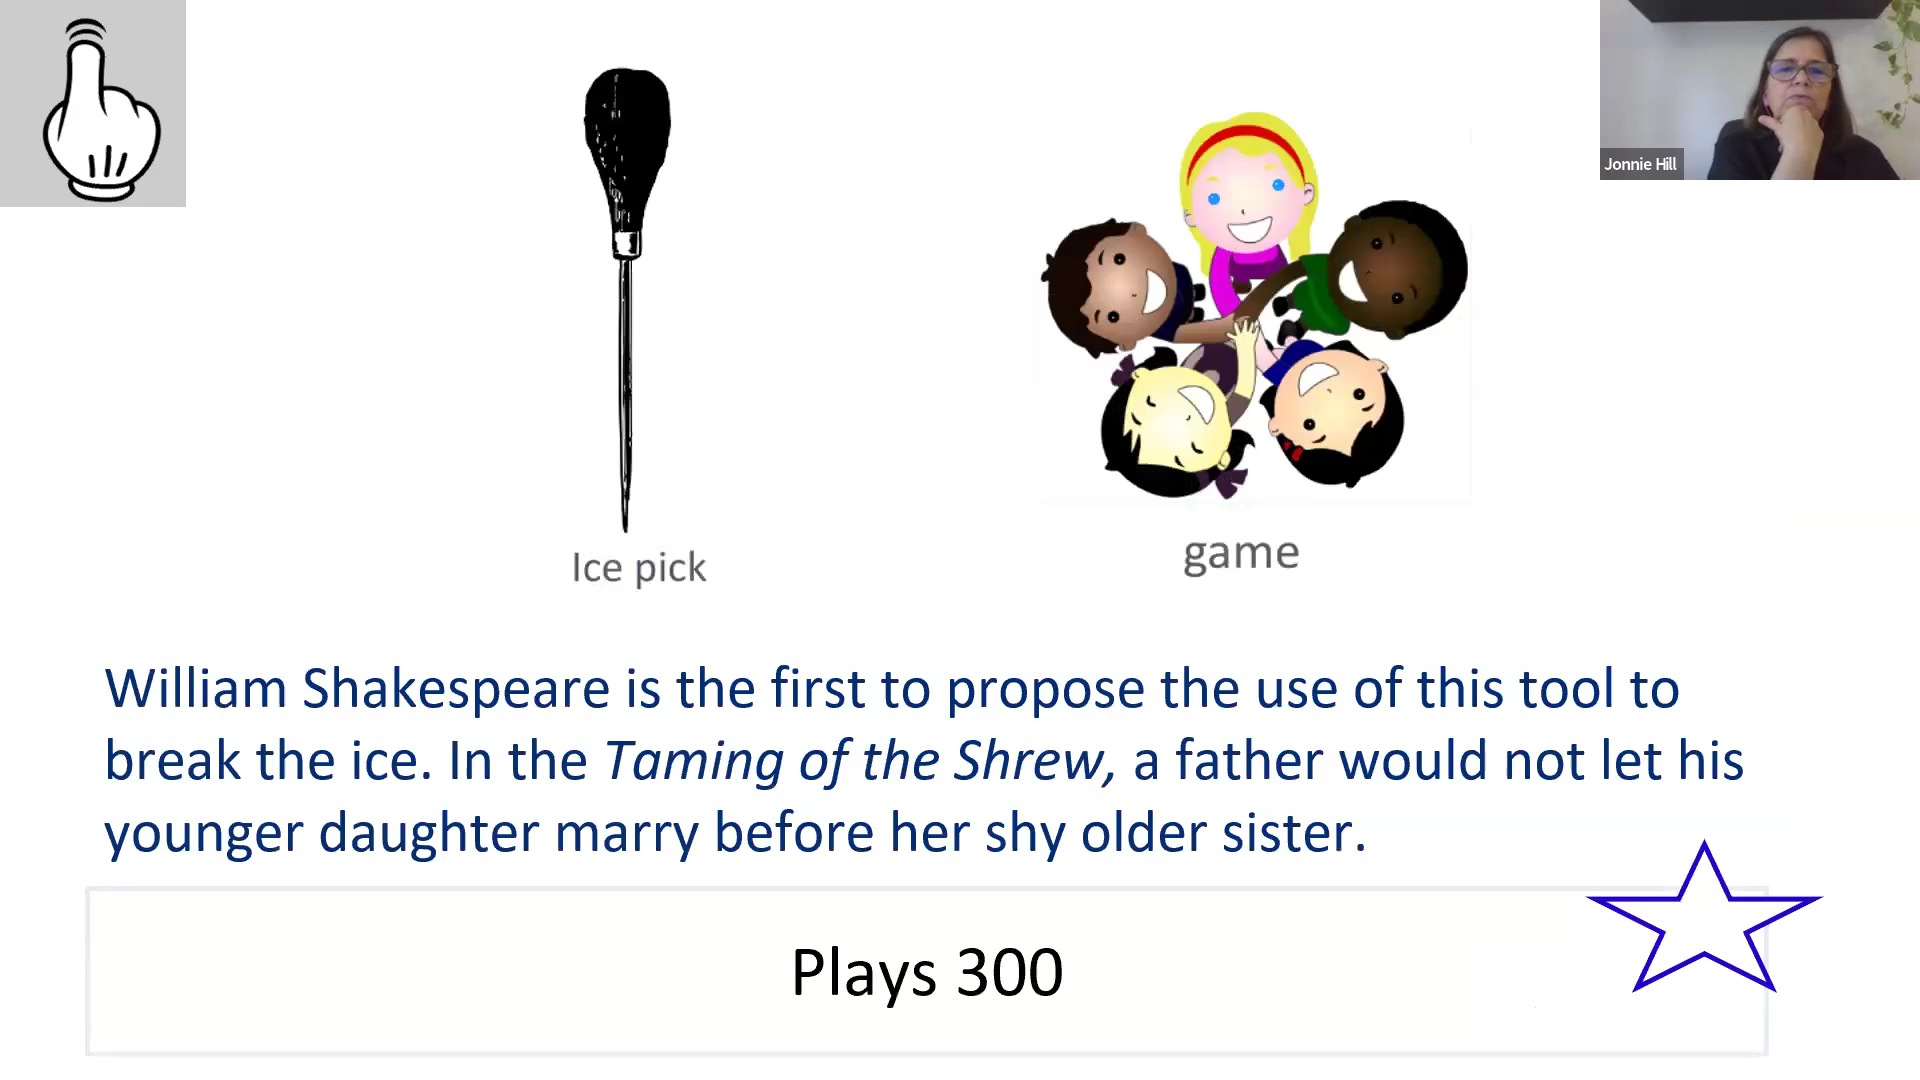 Jonnie Hill
Ice pick
game
William Shakespeare is the first to propose the use of this tool to
break the ice. In the Taming of the Shrew, a father would not let his
younger daughter marry before her shy older sister.
Plays 300